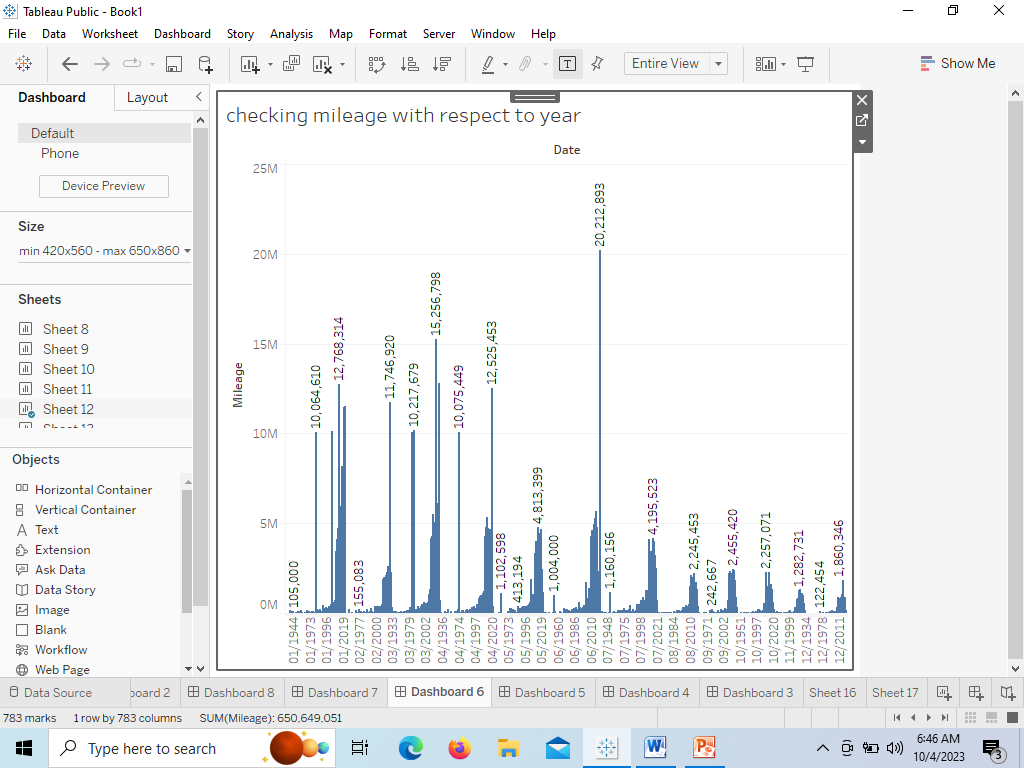 Tableau Public - Book1
File Data Worksheet Dashboard Story Analysis Map Format Server Window Help
Entire View
Show Me
Dashboard Layout
Default
Phone
Device Preview
Size
min 420x560 - max 650x860
Sheets
Sheet 8
Sheet 9
Sheet 10
Sheet 11
Sheet 12
Objects
Horizontal Container
Vertical Container
Text
Extension
Ask Data
Data Story
Image
Blank
Workflow
Web Page
checking mileage with respect to year
Date
Mileage
25M
20M
15M
10M
5M
0M
105,000
10,064,610
12,768,314
155,083
11,746,920
10,217,679
15,256,798
10,075,449
12,525,453
1,102,598
413,194
4,813,399
1,004,000
20,212,893
1,160,156
4,195,523
2,245,453
242,667
2,455,420
2,257,071
1,282,731
122,454
1,860,346
01/1944
01/1973
01/1996
01/2019
02/1977
02/2000
03/1933
03/1979
03/2002
04/1936
04/1974
04/1997
04/2020
05/1973
05/1996
05/2019
06/1960
06/1986
06/2010
07/1948
07/1975
07/1998
07/2021
08/1984
08/2010
09/1971
09/2002
10/1951
10/1997
10/2020
11/1999
12/1934
12/1978
12/2011
Data Source
board 2
Dashboard 8
Dashboard 7
Dashboard 6
Dashboard 5
Dashboard 4
Dashboard 3
Sheet 16
Sheet 17
783 marks 1 row by 783 columns SUM(Mileage): 650,649,051
Type here to search
6:46 AM
10/4/2023
3